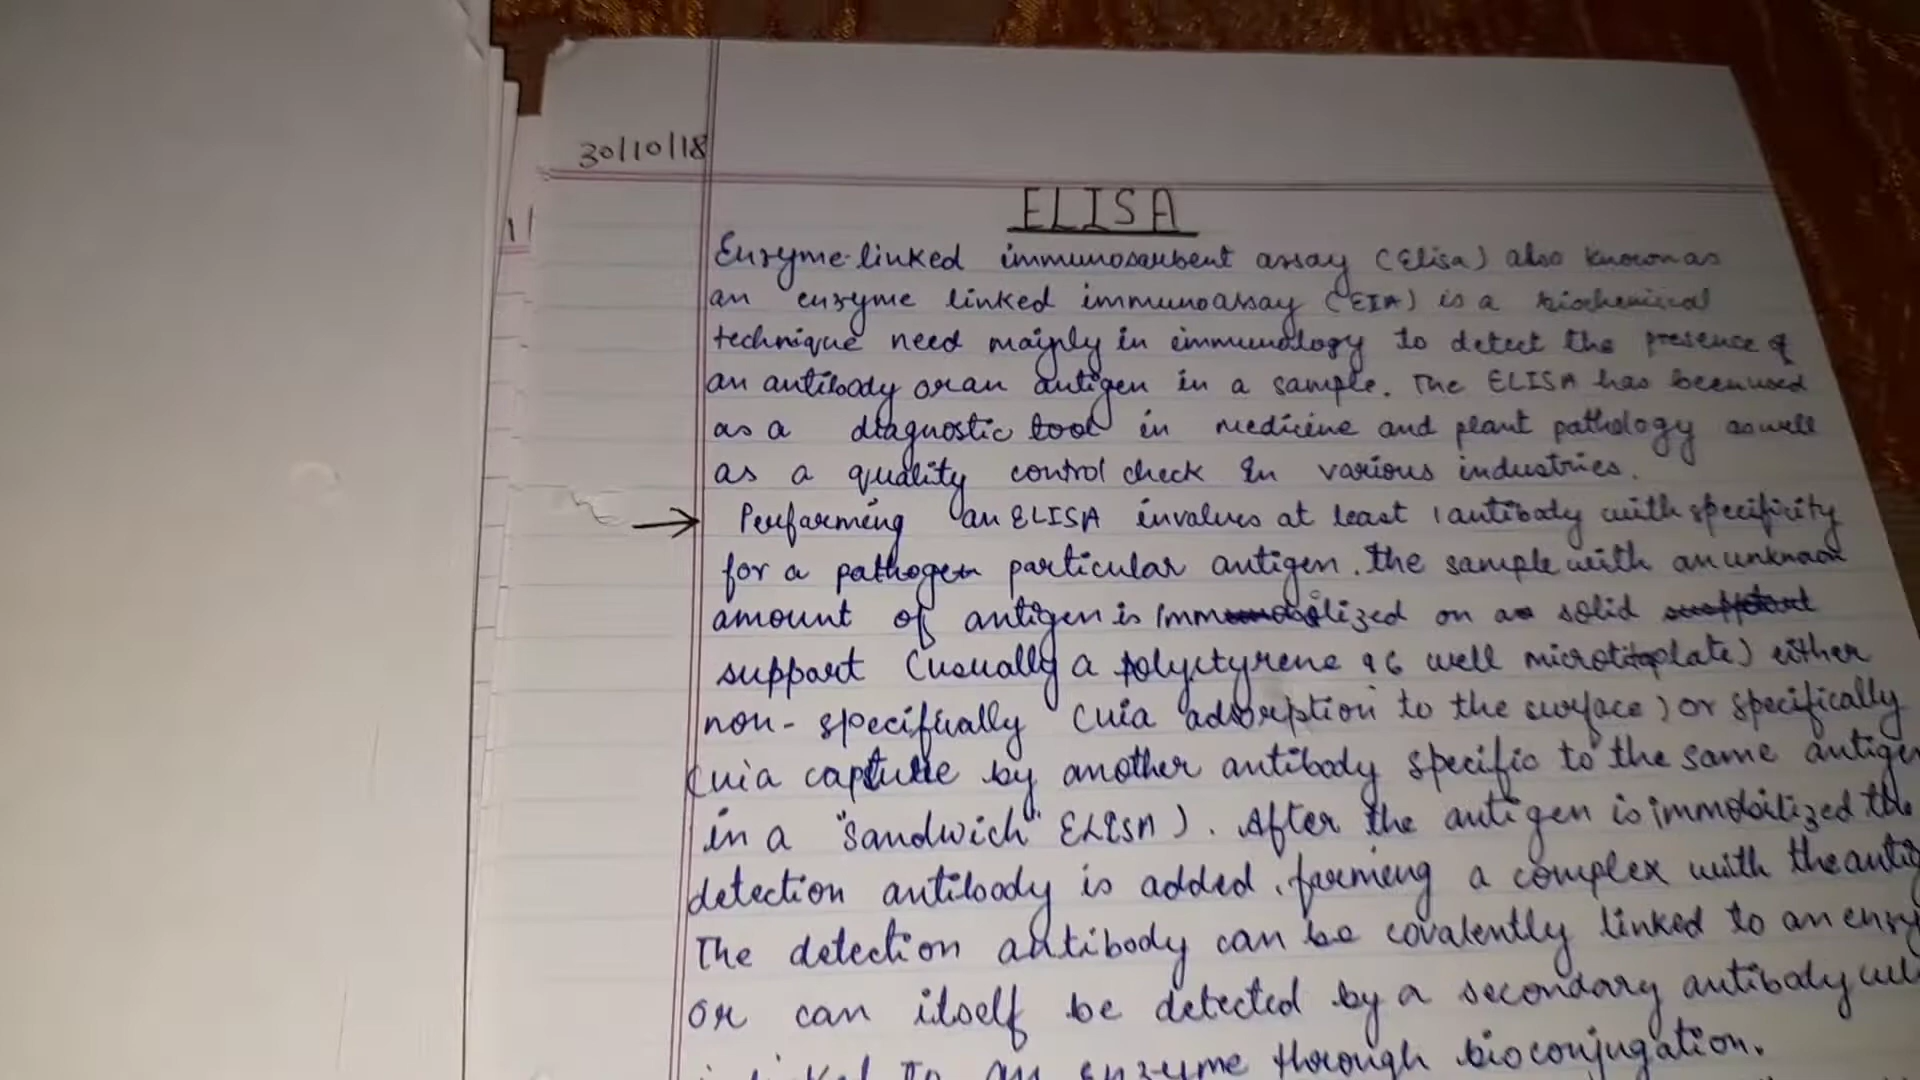 30/10/18
ELISA
Enzyme-linked immunosorbent assay (Elisa) also known as
an enzyme linked immunoassay (EIA) is a biochemical
technique need mainly in immunology to detect the presence of
an antibody or an antigen in a sample. The ELISA has been used
as a diagnostic tool in medicine and plant pathology as well
as a quality control check In various industries.
→ Performing an ELISA involves at least 1 antibody with specificity
for a pathogen particular antigen. the sample with an unknown
amount of antigen is Immobilized on a solid
support (usually a polyctyrene 96 well microtitoplate) either
non-specifically (via adsorption to the surface) or specifically
(via capture by another antibody specific to the same antigen
in a "sandwich" ELISA). After the antigen is immobilized the
detection antibody is added, forming a complex with the antig
The detection antibody can be covalently linked to an enzy
or can itself be detected by a secondary antibody
to an enzyme through bioconjugation.